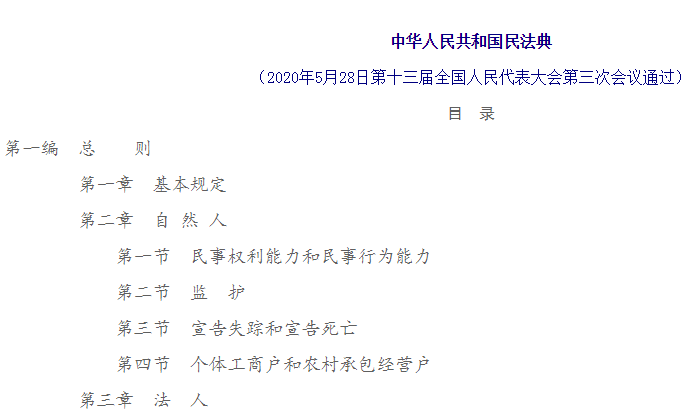 中华人民共和国民法典
（2020年5月28日第十三届全国人民代表大会第三次会议通过）
目　录
第一编　总　　则
第一章　基本规定
第二章　自 然 人
第一节　民事权利能力和民事行为能力
第二节　监　护
第三节　宣告失踪和宣告死亡
第四节　个体工商户和农村承包经营户
第三章　法　人